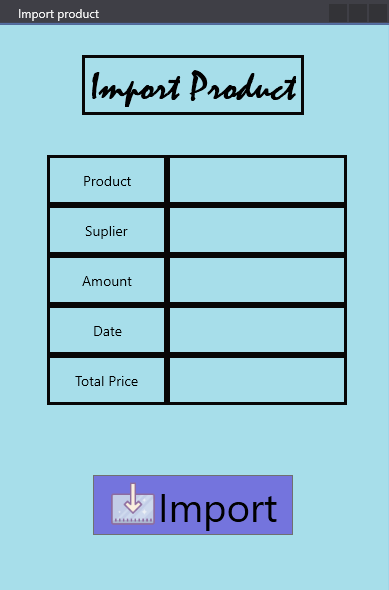 Import product
Import Product
Product
Suplier
Amount
Date
Total Price
Import